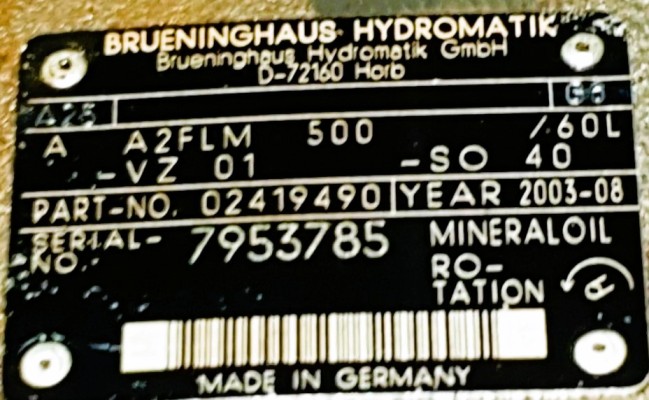 BRUENINGHAUS HYDROMATIK
Brueninghaus Hydromatik GmbH
D-72160 Horb
A A2FLM 500 /60L
-VZ 01 -SO 40
PART-NO. 02419490 YEAR 2003-08
SERIAL-NO. 7953785 MINERALOIL
RO-
TATION
MADE IN GERMANY